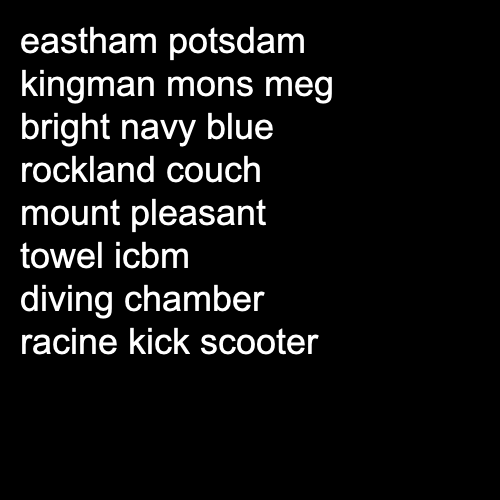 eastham potsdam
kingman mons meg
bright navy blue
rockland couch
mount pleasant
towel icbm
diving chamber
racine kick scooter